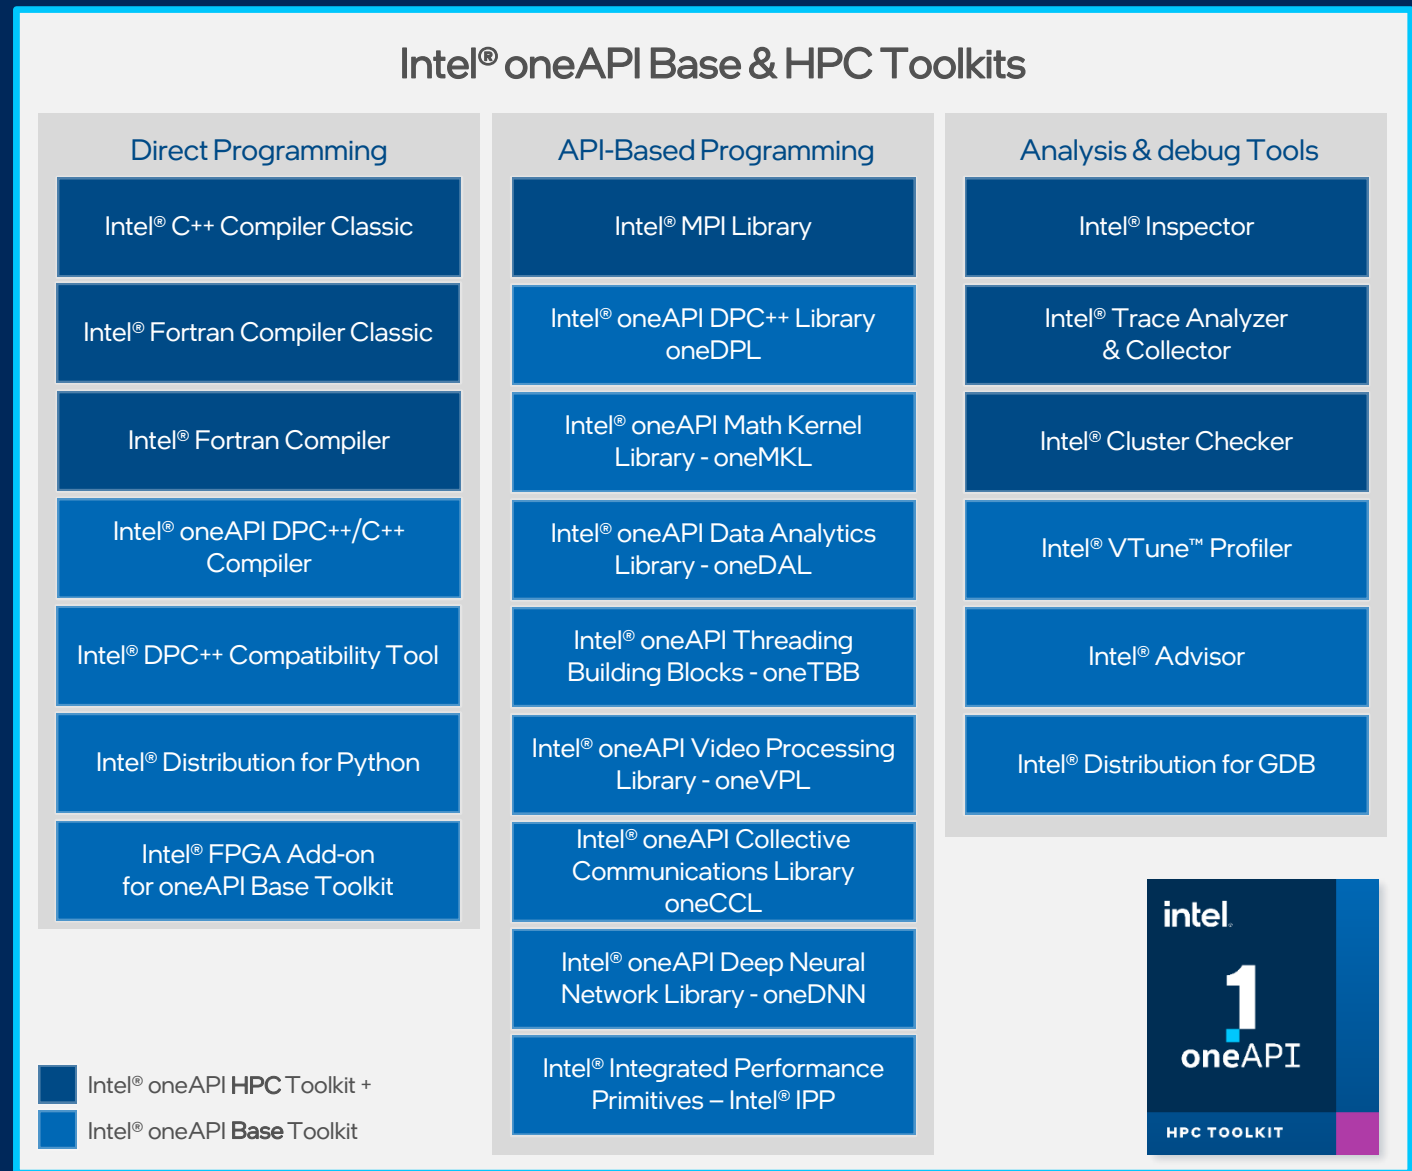 Intel® oneAPI Base & HPC Toolkits
Direct Programming
Intel® C++ Compiler Classic
Intel® Fortran Compiler Classic
Intel® Fortran Compiler
Intel® oneAPI DPC++/C++
Compiler
Intel® DPC++ Compatibility Tool
Intel® Distribution for Python
Intel® FPGA Add-on
for oneAPI Base Toolkit
API-Based Programming
Intel® MPI Library
Intel® oneAPI DPC++ Library
oneDPL
Intel® oneAPI Math Kernel
Library - oneMKL
Intel® oneAPI Data Analytics
Library - oneDAL
Intel® oneAPI Threading
Building Blocks - oneTBB
Intel® oneAPI Video Processing
Library - oneVPL
Intel® oneAPI Collective
Communications Library
oneCCL
Intel® oneAPI Deep Neural
Network Library - oneDNN
Intel® Integrated Performance
Primitives – Intel® IPP
Analysis & debug Tools
Intel® Inspector
Intel® Trace Analyzer
& Collector
Intel® Cluster Checker
Intel® VTune™ Profiler
Intel® Advisor
Intel® Distribution for GDB
Intel® oneAPI HPC Toolkit +
Intel® oneAPI Base Toolkit
intel
1
oneAPI
HPC TOOLKIT